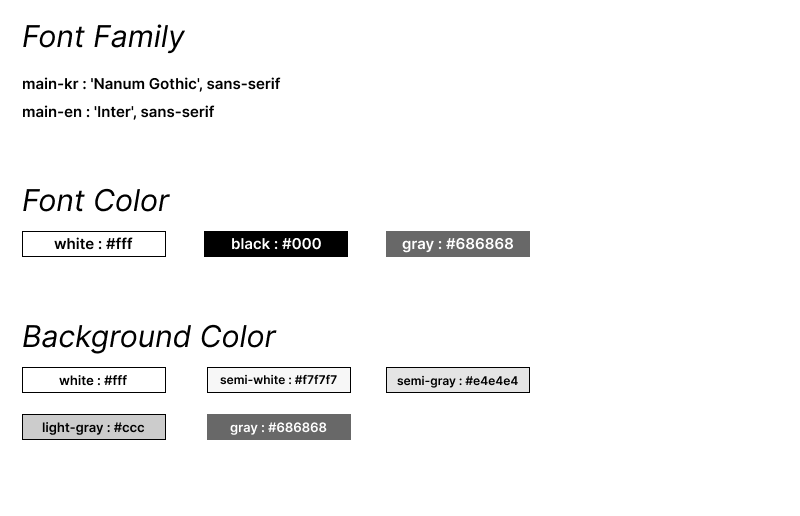 Font Family
main-kr : 'Nanum Gothic', sans-serif
main-en : 'Inter', sans-serif
Font Color
white : #fff
black : #000
gray : #686868
Background Color
white : #fff
semi-white : #f7f7f7
semi-gray : #e4e4e4
light-gray : #ccc
gray : #686868